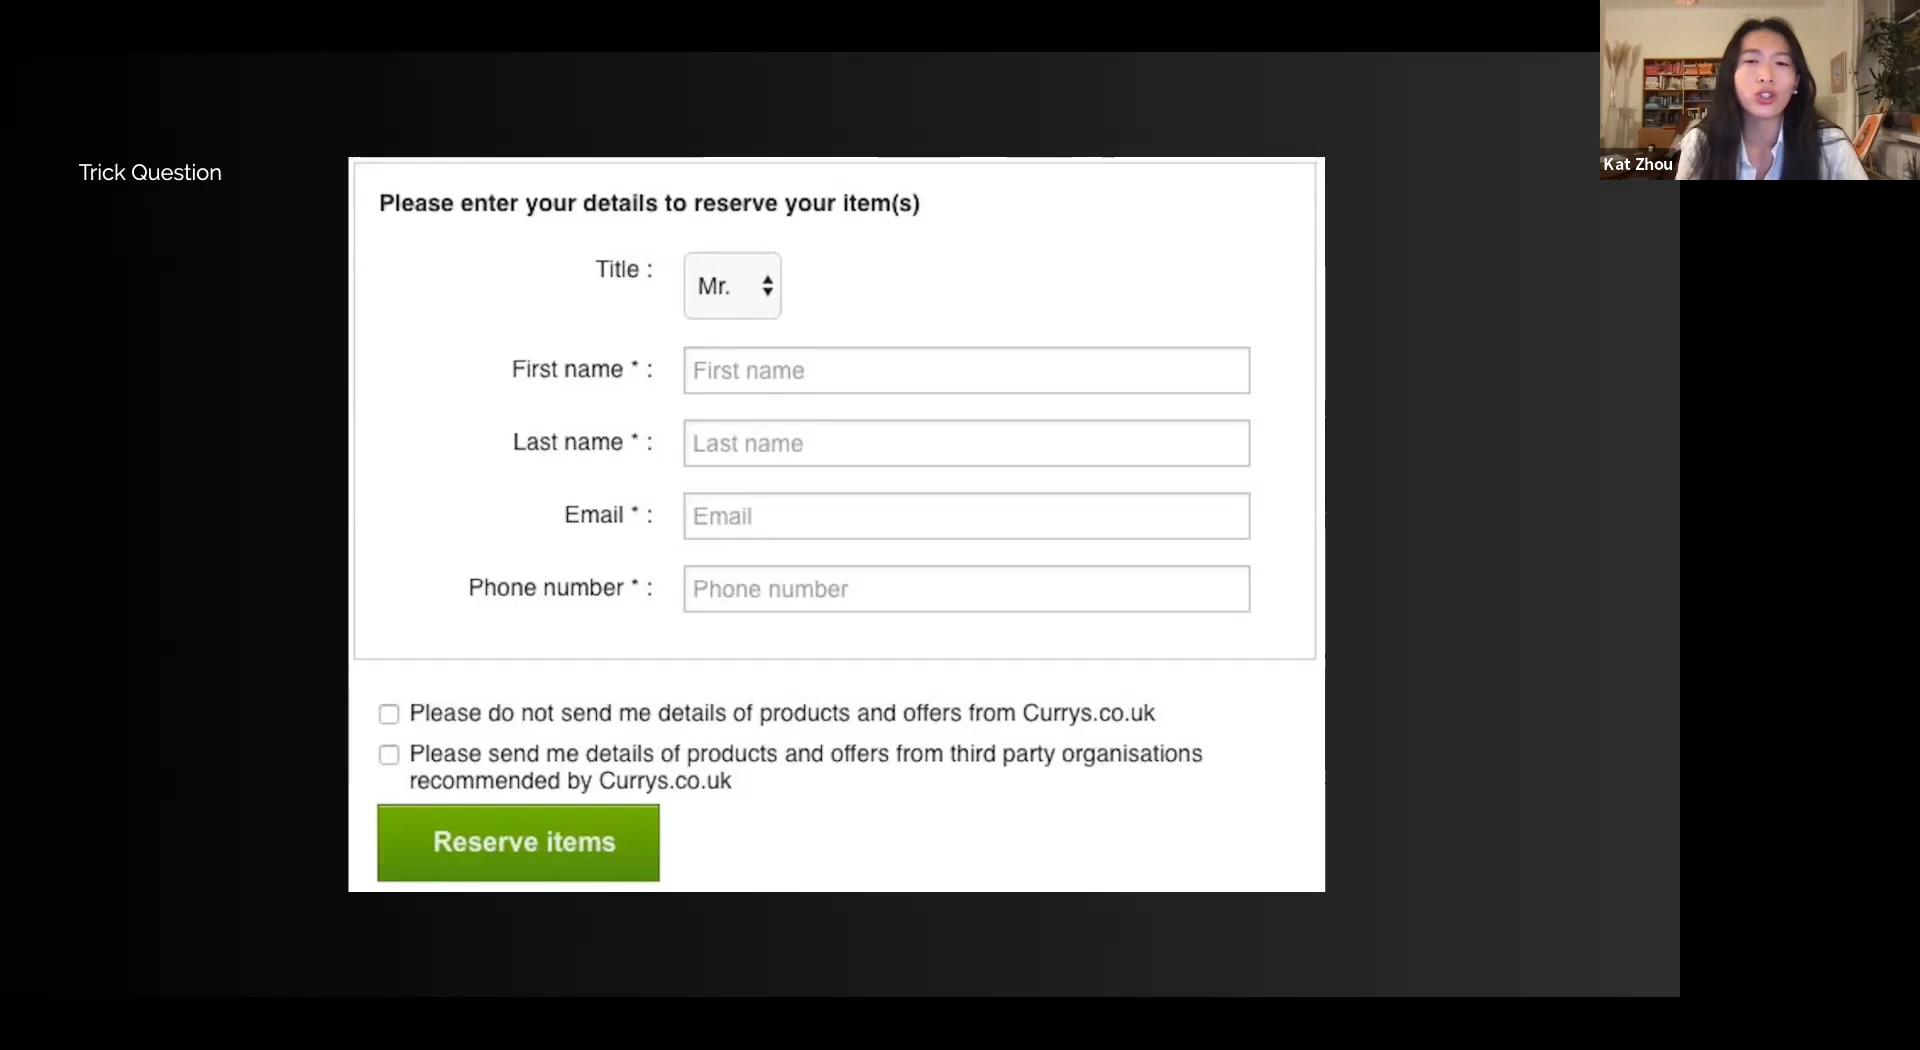 Trick Question
Please enter your details to reserve your item(s)
Title :
Mr.
First name * :
First name
Last name * :
Last name
Email * :
Email
Phone number * :
Phone number
Please do not send me details of products and offers from Currys.co.uk
Please send me details of products and offers from third party organisations
recommended by Currys.co.uk
Reserve items
Kat Zhou